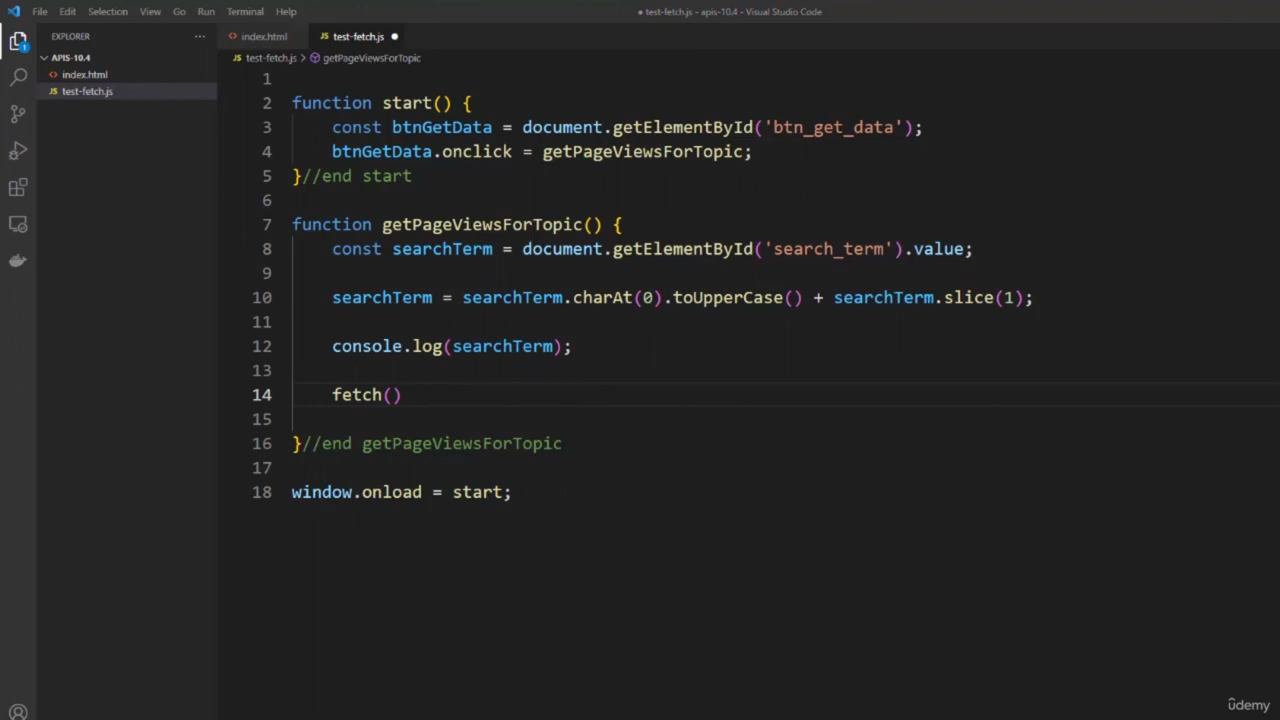 File Edit Selection View Go Run Terminal Help
● test-fetch.js - apis-10.4 - Visual Studio Code
EXPLORER ...
<> index.html
JS test-fetch.js ●
APIS-10.4
<> index.html
JS test-fetch.js
1
JS test-fetch.js > getPageViewsForTopic
1
2 function start() {
3 const btnGetData = document.getElementById('btn_get_data');
4 btnGetData.onclick = getPageViewsForTopic;
5 }//end start
6
7 function getPageViewsForTopic() {
8 const searchTerm = document.getElementById('search_term').value;
9
10 searchTerm = searchTerm.charAt(0).toUpperCase() + searchTerm.slice(1);
11
12 console.log(searchTerm);
13
14 fetch()
15
16 }//end getPageViewsForTopic
17
18 window.onload = start;
ûdemy